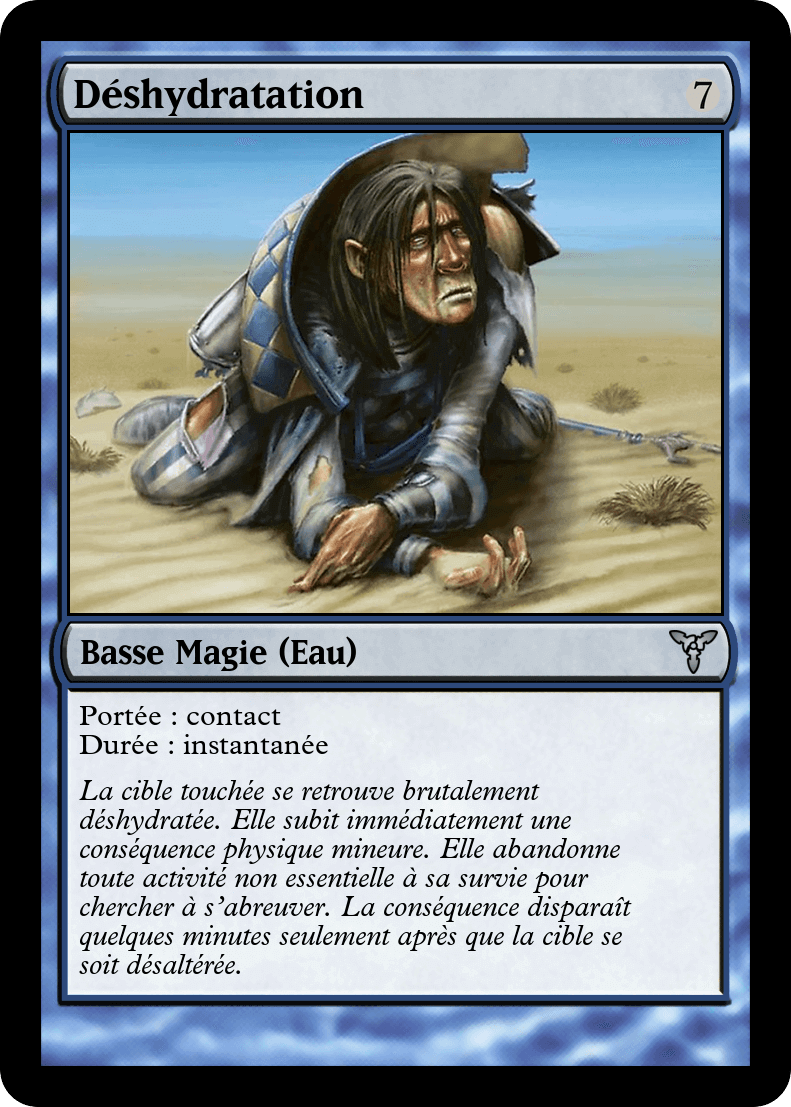 Déshydratation
7
Basse Magie (Eau)
Portée : contact
Durée : instantanée
La cible touchée se retrouve brutalement
déshydratée. Elle subit immédiatement une
conséquence physique mineure. Elle abandonne
toute activité non essentielle à sa survie pour
chercher à s'abreuver. La conséquence disparaît
quelques minutes seulement après que la cible se
soit désaltérée.